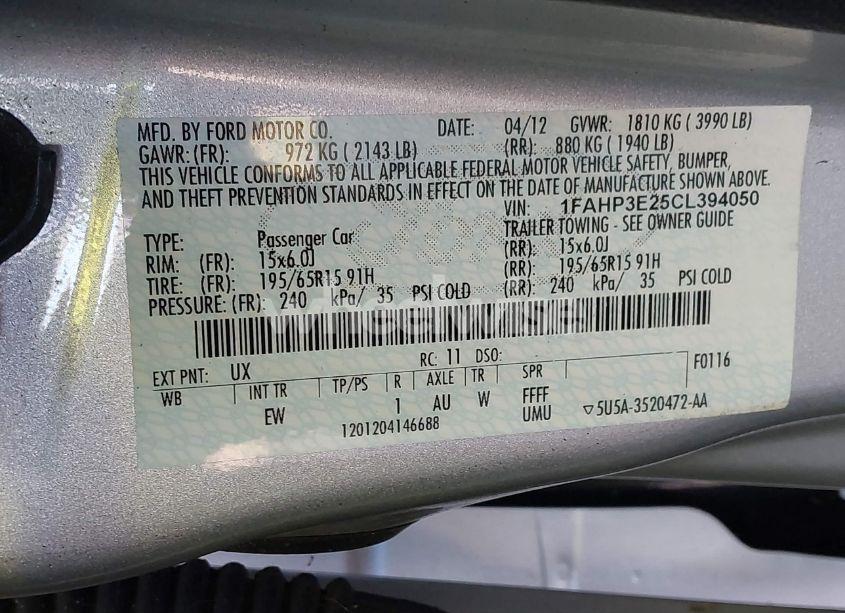 MFD. BY FORD MOTOR CO. DATE: 04/12 GVWR: 1810 KG ( 3990 LB)
GAWR: (FR): 972 KG ( 2143 LB) (RR): 880 KG ( 1940 LB)
THIS VEHICLE CONFORMS TO ALL APPLICABLE FEDERAL MOTOR VEHICLE SAFETY, BUMPER,
AND THEFT PREVENTION STANDARDS IN EFFECT ON THE DATE OF MANUFACTURE SHOWN ABOVE.
VIN: 1FAHP3E25CL394050
TYPE: Passenger Car TRAILER TOWING - SEE OWNER GUIDE
RIM: (FR): 15x6.0J (RR): 15x6.0J
TIRE: (FR): 195/65R15 91H (RR): 195/65R15 91H
PRESSURE: (FR): 240 kPa/ 35 PSI COLD (RR): 240 kPa/ 35 PSI COLD
wheelwise
EXT PNT: UX RC: 11 DSO: F0116
WB INT TR TP/PS R AXLE TR SPR
EW 1 AU W FFFF
UMU
1201204146688 ▽5U5A-3520472-AA